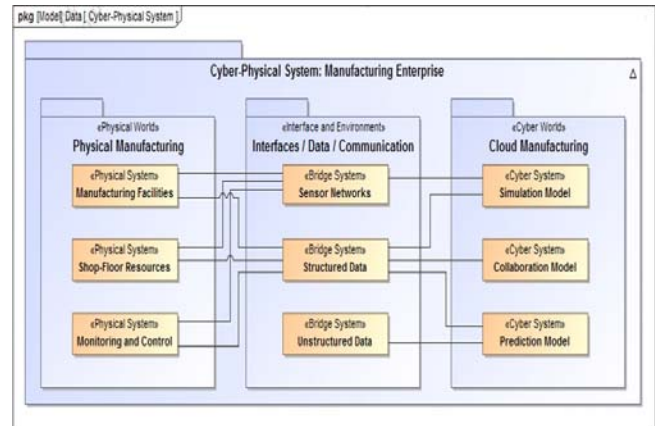 pkg [Model] Data [ Cyber-Physical System ]
Cyber-Physical System: Manufacturing Enterprise
«Physical World»
Physical Manufacturing
«Physical System»
Manufacturing Facilities
«Physical System»
Shop-Floor Resources
«Physical System»
Monitoring and Control
«Interface and Environment»
Interfaces / Data / Communication
«Bridge System»
Sensor Networks
«Bridge System»
Structured Data
«Bridge System»
Unstructured Data
«Cyber World»
Cloud Manufacturing
«Cyber System»
Simulation Model
«Cyber System»
Collaboration Model
«Cyber System»
Prediction Model